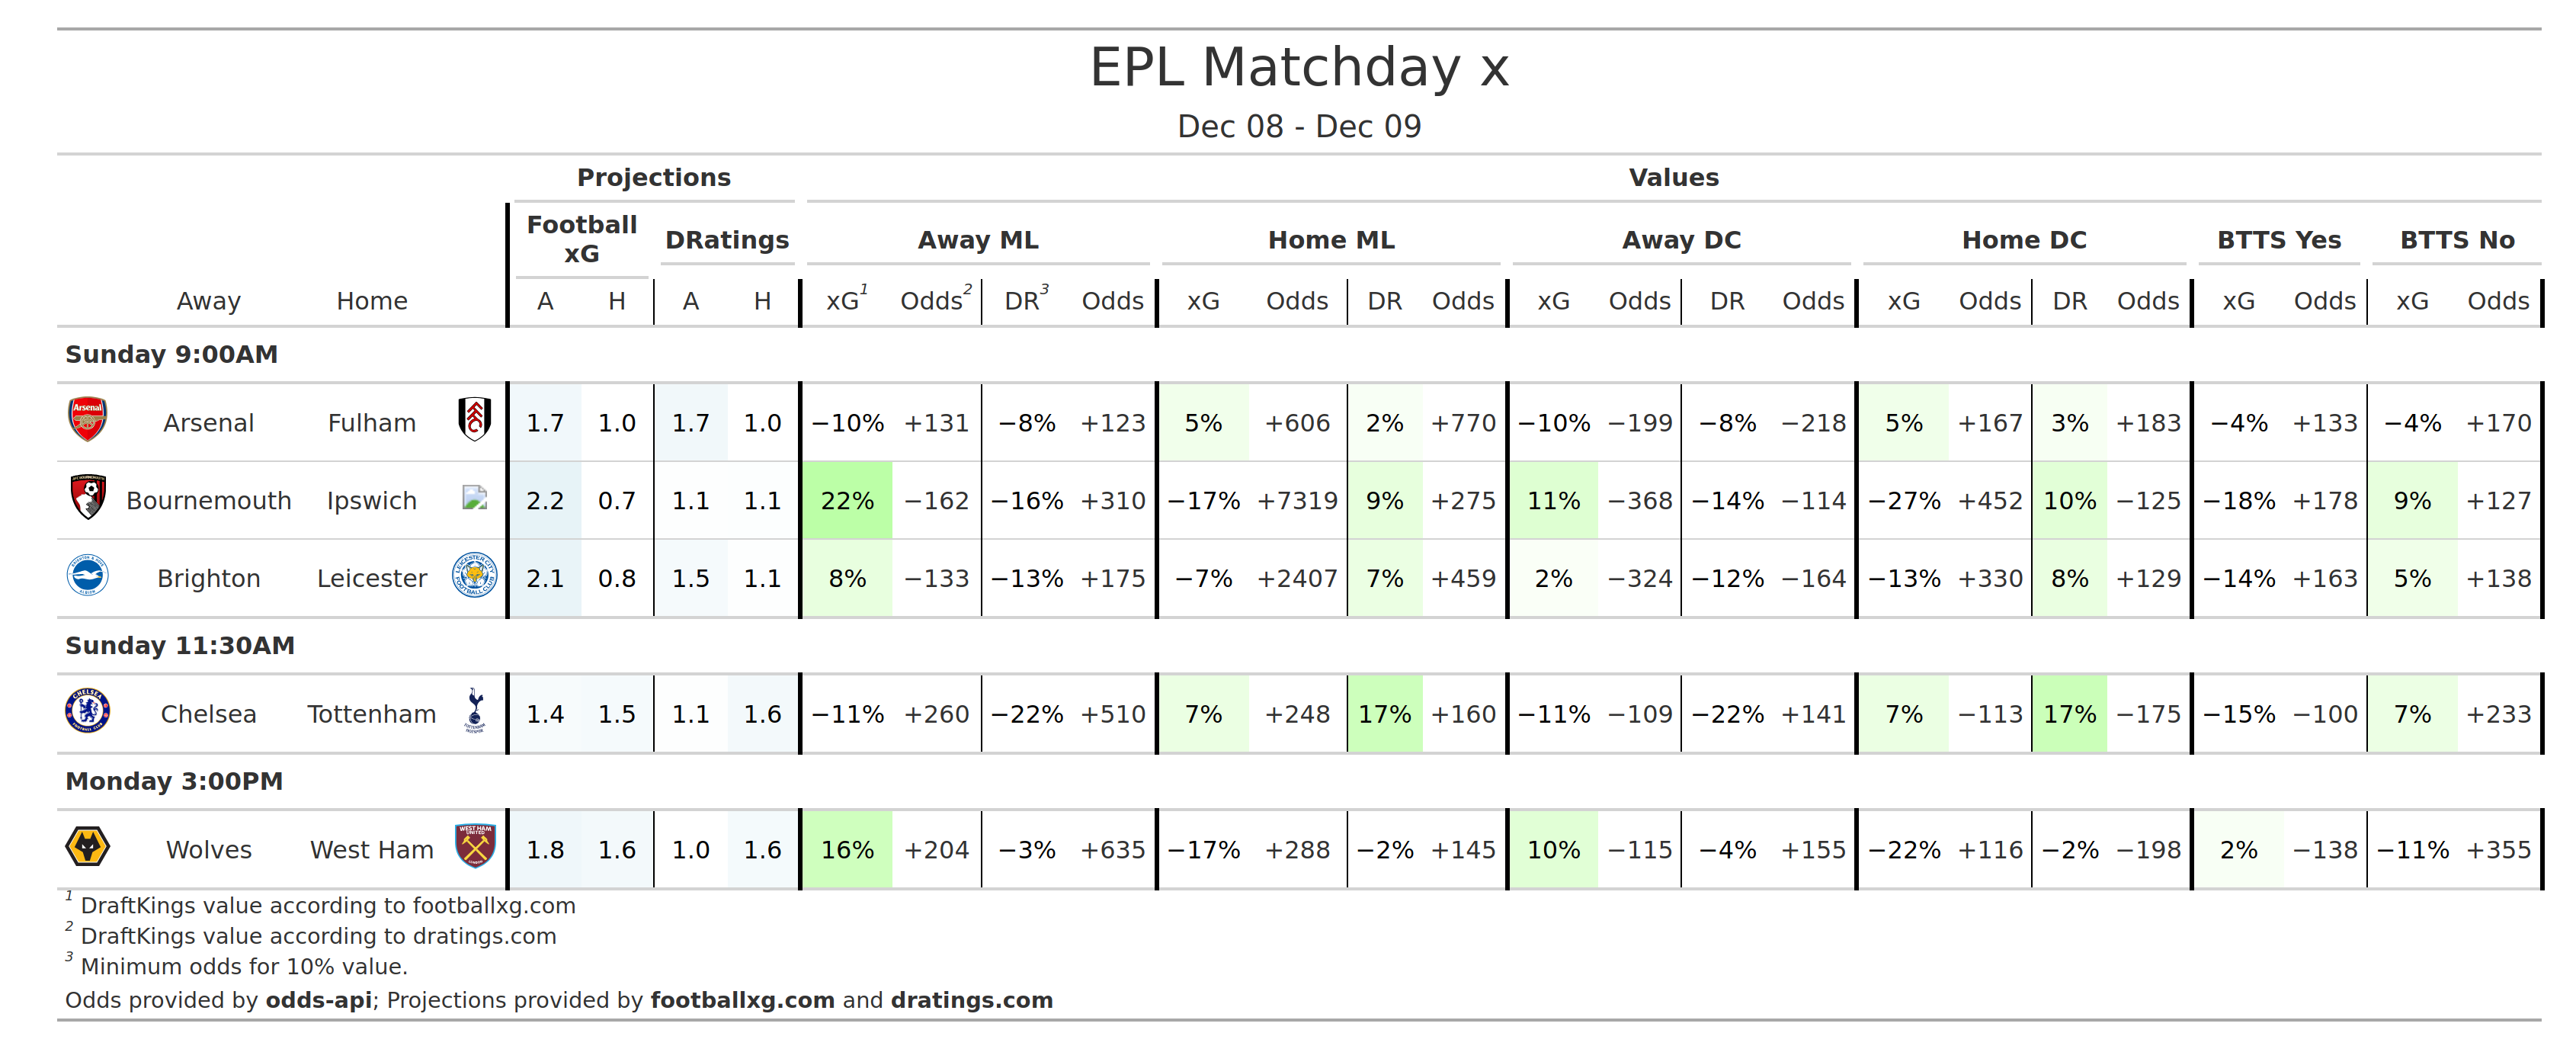 EPL Matchday x
Dec 08 - Dec 09
Projections Values
Football xG DRatings Away ML Home ML Away DC Home DC BTTS Yes BTTS No
Away Home A H A H xG1 Odds2 DR3 Odds xG Odds DR Odds xG Odds DR Odds xG Odds DR Odds xG Odds xG Odds
Sunday 9:00AM
Arsenal Arsenal Fulham 1.7 1.0 1.7 1.0 −10% +131 −8% +123 5% +606 2% +770 −10% −199 −8% −218 5% +167 3% +183 −4% +133 −4% +170
Bournemouth Ipswich 2.2 0.7 1.1 1.1 22% −162 −16% +310 −17% +7319 9% +275 11% −368 −14% −114 −27% +452 10% −125 −18% +178 9% +127
Brighton Leicester 2.1 0.8 1.5 1.1 8% −133 −13% +175 −7% +2407 7% +459 2% −324 −12% −164 −13% +330 8% +129 −14% +163 5% +138
Sunday 11:30AM
Chelsea Tottenham 1.4 1.5 1.1 1.6 −11% +260 −22% +510 7% +248 17% +160 −11% −109 −22% +141 7% −113 17% −175 −15% −100 7% +233
Monday 3:00PM
Wolves West Ham WEST HAM UNITED 1.8 1.6 1.0 1.6 16% +204 −3% +635 −17% +288 −2% +145 10% −115 −4% +155 −22% +116 −2% −198 2% −138 −11% +355
1 DraftKings value according to footballxg.com
2 DraftKings value according to dratings.com
3 Minimum odds for 10% value.
Odds provided by odds-api; Projections provided by footballxg.com and dratings.com